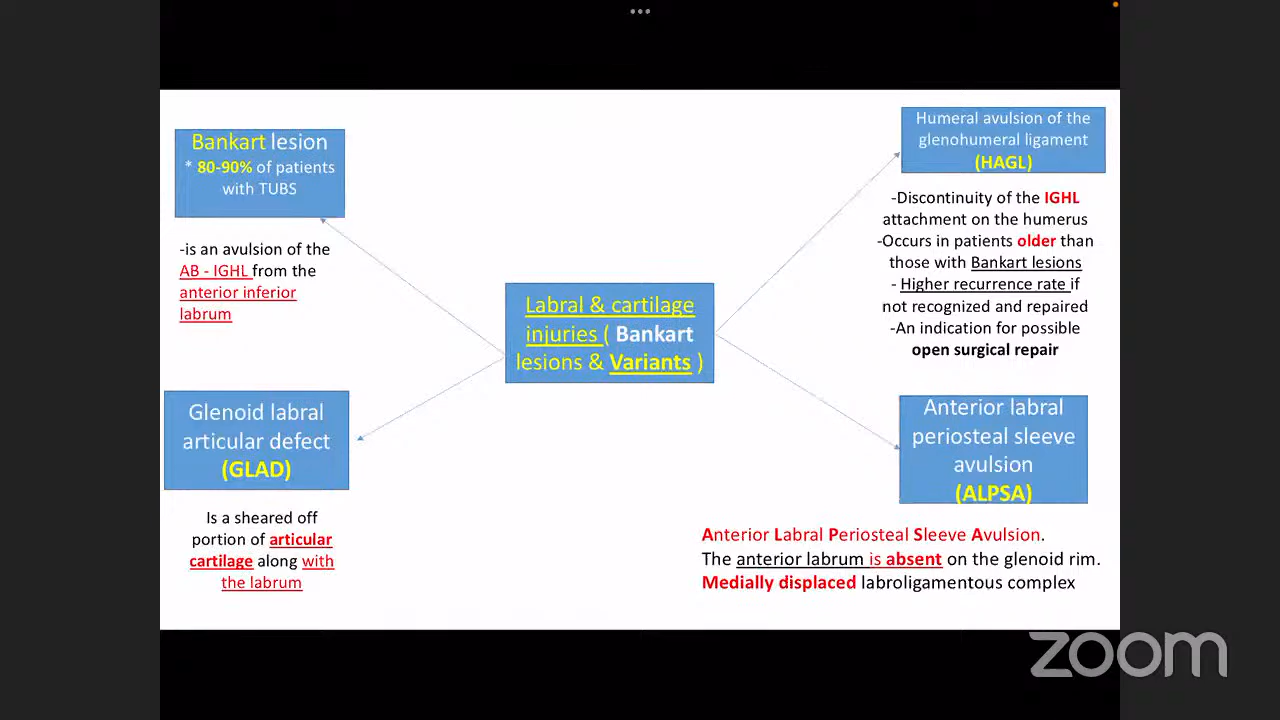 Bankart lesion
* 80-90% of patients
with TUBS
-is an avulsion of the
AB - IGHL from the
anterior inferior
labrum
Glenoid labral
articular defect
(GLAD)
Is a sheared off
portion of articular
cartilage along with
the labrum
Labral & cartilage
injuries ( Bankart
lesions & Variants )
Humeral avulsion of the
glenohumeral ligament
(HAGL)
-Discontinuity of the IGHL
attachment on the humerus
-Occurs in patients older than
those with Bankart lesions
- Higher recurrence rate if
not recognized and repaired
-An indication for possible
open surgical repair
Anterior labral
periosteal sleeve
avulsion
(ALPSA)
Anterior Labral Periosteal Sleeve Avulsion.
The anterior labrum is absent on the glenoid rim.
Medially displaced labroligamentous complex
zoom